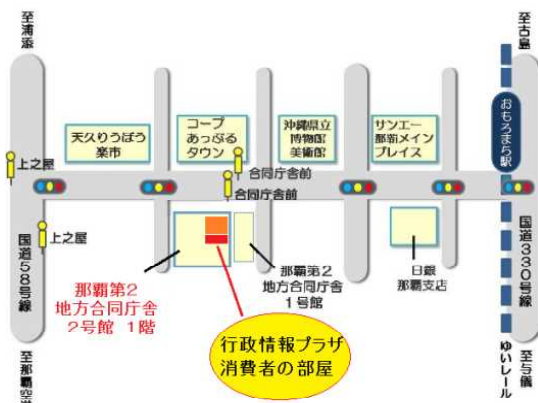 至浦添
至古島
天久りうぼう
楽市
コープ
あっぷる
タウン
沖縄県立
博物館
美術館
サンエー
那覇メイン
プレイス
おもろまち駅
上之屋
合同庁舎前
合同庁舎前
上之屋
国道58号線
国道330号線
那覇第2
地方合同庁舎
2号館 1階
那覇第2
地方合同庁舎
1号館
日銀
那覇支店
行政情報プラザ
消費者の部屋
至那覇空港
ゆいレール
至与儀